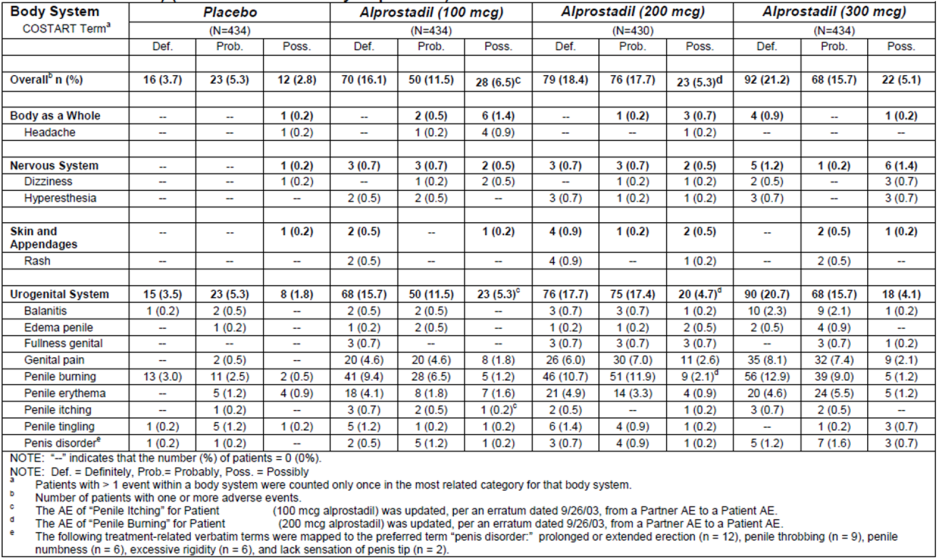 Body System Placebo Alprostadil (100 mcg) Alprostadil (200 mcg) Alprostadil (300 mcg)
COSTART Terma (N=434) (N=434) (N=430) (N=434)
Def. Prob. Poss. Def. Prob. Poss. Def. Prob. Poss. Def. Prob. Poss.
Overallb n (%) 16 (3.7) 23 (5.3) 12 (2.8) 70 (16.1) 50 (11.5) 28 (6.5)c 79 (18.4) 76 (17.7) 23 (5.3)d 92 (21.2) 68 (15.7) 22 (5.1)
Body as a Whole -- -- 1 (0.2) -- 2 (0.5) 6 (1.4) -- 1 (0.2) 3 (0.7) 4 (0.9) -- 1 (0.2)
Headache -- -- 1 (0.2) -- 1 (0.2) 4 (0.9) -- -- 1 (0.2) -- -- --
Nervous System -- -- 1 (0.2) 3 (0.7) 3 (0.7) 2 (0.5) 3 (0.7) 3 (0.7) 2 (0.5) 5 (1.2) 1 (0.2) 6 (1.4)
Dizziness -- -- 1 (0.2) -- 1 (0.2) 2 (0.5) -- 1 (0.2) 1 (0.2) 2 (0.5) -- 3 (0.7)
Hyperesthesia -- -- -- 2 (0.5) 2 (0.5) -- 3 (0.7) 1 (0.2) 1 (0.2) 3 (0.7) -- 3 (0.7)
Skin and
Appendages -- -- 1 (0.2) 2 (0.5) -- 1 (0.2) 4 (0.9) 1 (0.2) 2 (0.5) -- 2 (0.5) 1 (0.2)
Rash -- -- -- 2 (0.5) -- -- 4 (0.9) -- 1 (0.2) -- 2 (0.5) --
Urogenital System 15 (3.5) 23 (5.3) 8 (1.8) 68 (15.7) 50 (11.5) 23 (5.3)c 76 (17.7) 75 (17.4) 20 (4.7)d 90 (20.7) 68 (15.7) 18 (4.1)
Balanitis 1 (0.2) 2 (0.5) -- 2 (0.5) 2 (0.5) -- 3 (0.7) 3 (0.7) 1 (0.2) 10 (2.3) 9 (2.1) 1 (0.2)
Edema penile -- 1 (0.2) -- 1 (0.2) 2 (0.5) -- 1 (0.2) 1 (0.2) 2 (0.5) 2 (0.5) 4 (0.9) --
Fullness genital -- -- -- 3 (0.7) -- -- 3 (0.7) 3 (0.7) 3 (0.7) -- 3 (0.7) 1 (0.2)
Genital pain -- 2 (0.5) -- 20 (4.6) 20 (4.6) 8 (1.8) 26 (6.0) 30 (7.0) 11 (2.6) 35 (8.1) 32 (7.4) 9 (2.1)
Penile burning 13 (3.0) 11 (2.5) 2 (0.5) 41 (9.4) 28 (6.5) 5 (1.2) 46 (10.7) 51 (11.9) 9 (2.1)d 56 (12.9) 39 (9.0) 5 (1.2)
Penile erythema -- 5 (1.2) 4 (0.9) 18 (4.1) 8 (1.8) 7 (1.6) 21 (4.9) 14 (3.3) 4 (0.9) 20 (4.6) 24 (5.5) 5 (1.2)
Penile itching -- 1 (0.2) -- 3 (0.7) 2 (0.5) 1 (0.2)c 2 (0.5) -- 1 (0.2) 3 (0.7) 2 (0.5) --
Penile tingling 1 (0.2) 5 (1.2) 1 (0.2) 5 (1.2) 1 (0.2) 1 (0.2) 6 (1.4) 4 (0.9) 1 (0.2) -- 1 (0.2) 3 (0.7)
Penis disordere 1 (0.2) 1 (0.2) -- 2 (0.5) 5 (1.2) 1 (0.2) 3 (0.7) 4 (0.9) 1 (0.2) 5 (1.2) 7 (1.6) 3 (0.7)
NOTE: "--" indicates that the number (%) of patients = 0 (0%).
NOTE: Def. = Definitely, Prob.= Probably, Poss. = Possibly
a Patients with > 1 event within a body system were counted only once in the most related category for that body system.
b Number of patients with one or more adverse events.
c The AE of "Penile Itching" for Patient (100 mcg alprostadil) was updated, per an erratum dated 9/26/03, from a Partner AE to a Patient AE.
d The AE of "Penile Burning" for Patient (200 mcg alprostadil) was updated, per an erratum dated 9/26/03, from a Partner AE to a Patient AE.
e The following treatment-related verbatim terms were mapped to the preferred term "penis disorder:" prolonged or extended erection (n = 12), penile throbbing (n = 9), penile
numbness (n = 6), excessive rigidity (n = 6), and lack sensation of penis tip (n = 2).